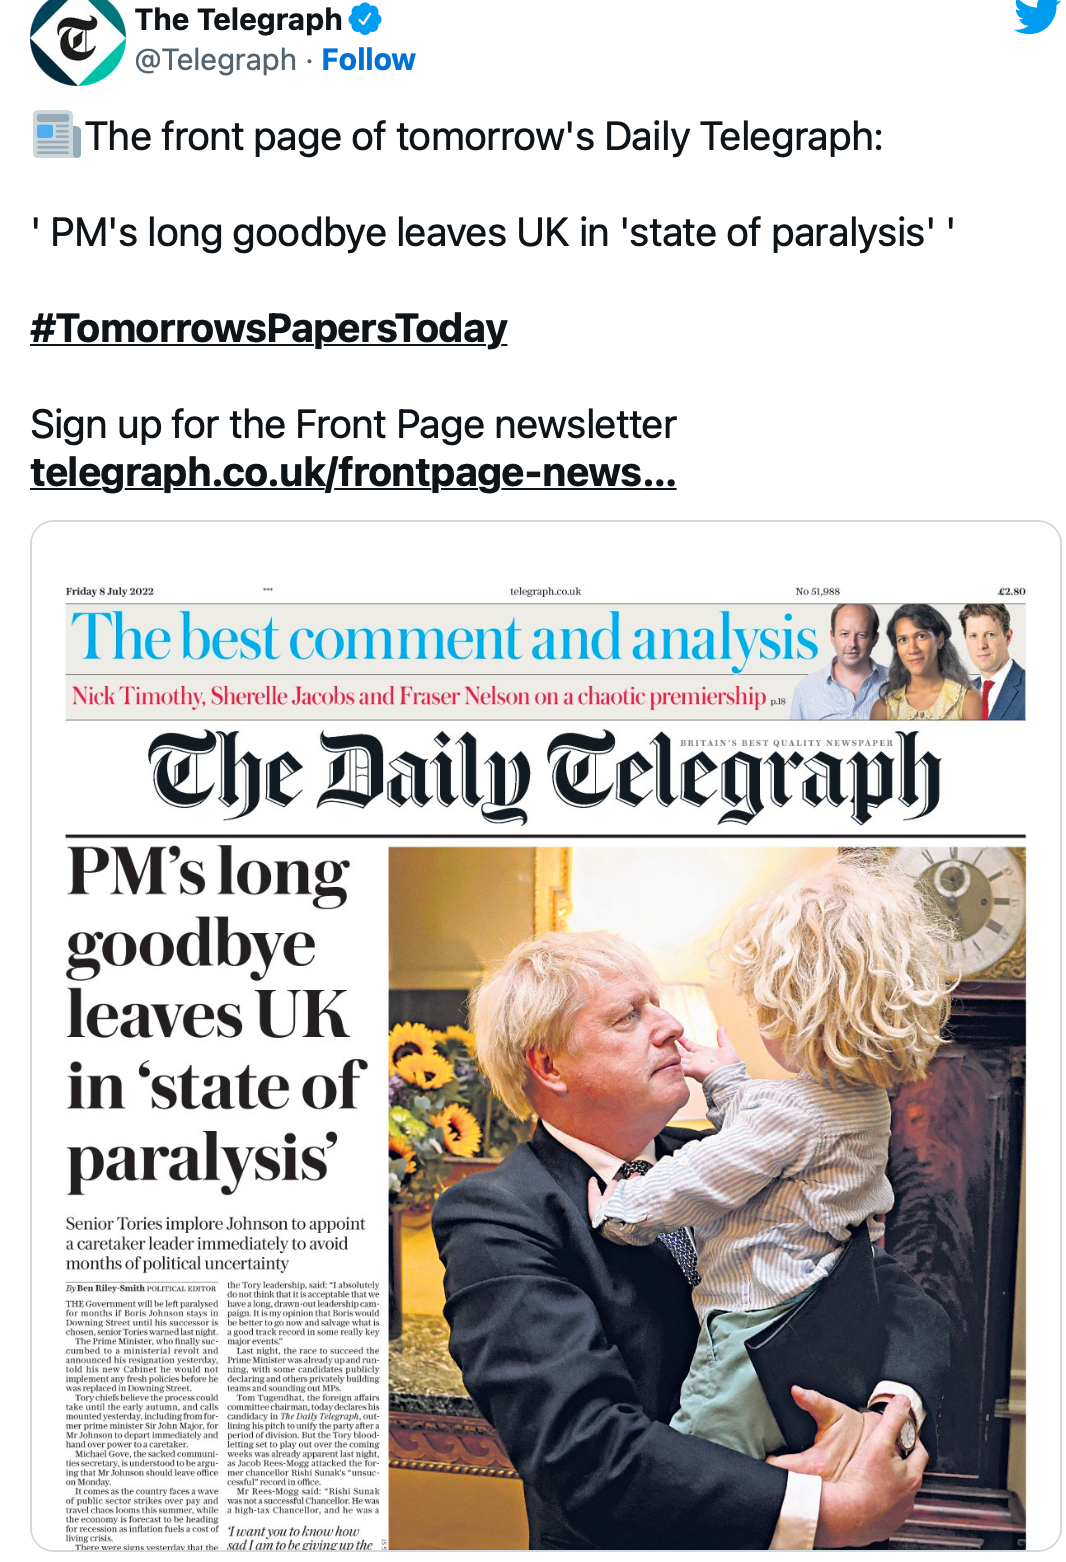 The Telegraph
@Telegraph · Follow
The front page of tomorrow's Daily Telegraph:
' PM's long goodbye leaves UK in 'state of paralysis' '
#TomorrowsPapersToday
Sign up for the Front Page newsletter
telegraph.co.uk/frontpage-news...
Friday 8 July 2022 *** telegraph.co.uk No 51,988 £2.80
The best comment and analysis
Nick Timothy, Sherelle Jacobs and Fraser Nelson on a chaotic premiership p.18
BRITAIN'S BEST QUALITY NEWSPAPER
The Daily Telegraph
PM's long
goodbye
leaves UK
in 'state of
paralysis'
Senior Tories implore Johnson to appoint
a caretaker leader immediately to avoid
months of political uncertainty
By Ben Riley-Smith POLITICAL EDITOR
THE Government will be left paralysed
for months if Boris Johnson stays in
Downing Street until his successor is
chosen, senior Tories warned last night.
The Prime Minister, who finally suc-
cumbed to a ministerial revolt and
announced his resignation yesterday,
told his new Cabinet he would not
implement any fresh policies before he
was replaced in Downing Street.
Tory chiefs believe the process could
take until the early autumn, and calls
mounted yesterday, including from for-
mer prime minister Sir John Major, for
Mr Johnson to depart immediately and
hand over power to a caretaker.
Michael Gove, the sacked communi-
ties secretary, is understood to be argu-
ing that Mr Johnson should leave office
on Monday.
It comes as the country faces a wave
of public sector strikes over pay and
travel chaos looms this summer, while
the economy is forecast to be heading
for recession as inflation fuels a cost of
living crisis.
There were signs yesterday that the
the Tory leadership, said: "I absolutely
do not think that it is acceptable that we
have a long, drawn-out leadership cam-
paign. It is my opinion that Boris would
be better to go now and salvage what is
a good track record in some really key
major events."
Last night, the race to succeed the
Prime Minister was already up and run-
ning, with some candidates publicly
declaring and others privately building
teams and sounding out MPs.
Tom Tugendhat, the foreign affairs
committee chairman, today declares his
candidacy in The Daily Telegraph, out-
lining his pitch to unify the party after a
period of division. But the Tory blood-
letting set to play out over the coming
weeks was already apparent last night,
as Jacob Rees-Mogg attacked the for-
mer chancellor Rishi Sunak's "unsuc-
cessful" record in office.
Mr Rees-Mogg said: "Rishi Sunak
was not a successful Chancellor. He was
a high-tax Chancellor, and he was a
'I want you to know how
sad I am to be giving up the